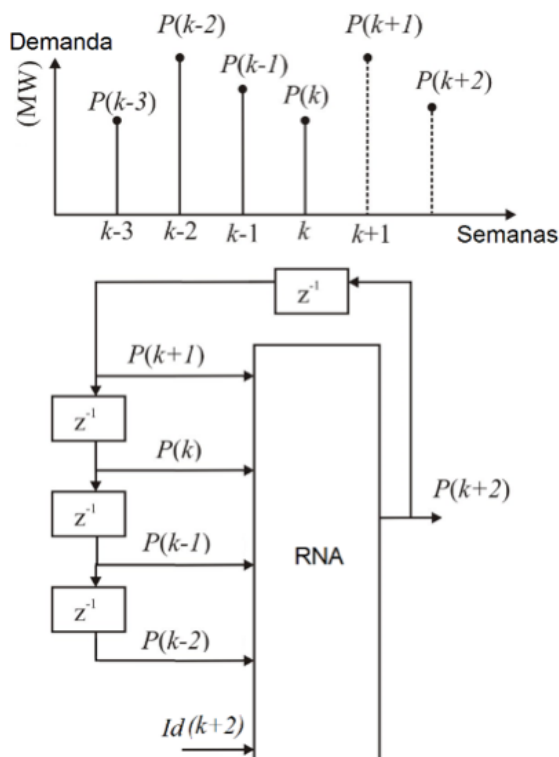 Demanda
(MW)
P(k-3)
P(k-2)
P(k-1)
P(k)
P(k+1)
P(k+2)
k-3 k-2 k-1 k k+1 Semanas
z⁻¹
P(k+1)
z⁻¹
P(k)
z⁻¹
P(k-1)
z⁻¹
P(k-2)
Id(k+2)
RNA
P(k+2)